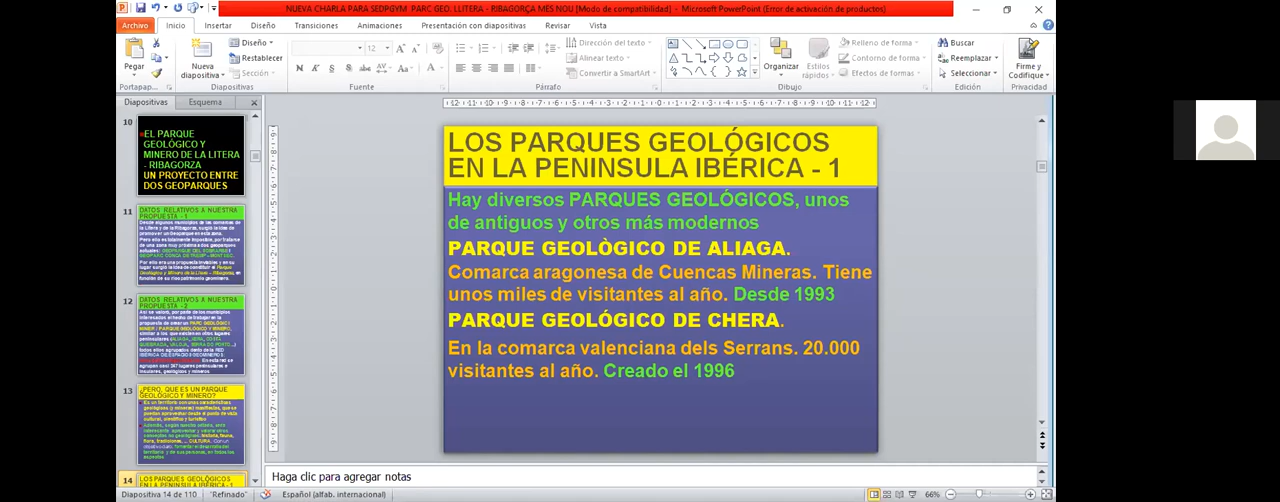 NUEVA CHARLA PARA SEDPGYM PARC GEO. LLITERA - RIBAGORÇA MES NOU [Modo de compatibilidad] - Microsoft PowerPoint (Error de activación de productos)
Archivo Inicio Insertar Diseño Transiciones Animaciones Presentación con diapositivas Revisar Vista
Pegar
Nueva diapositiva
Diseño
Restablecer
Sección
12
Dirección del texto
Alinear texto
Convertir a SmartArt
Organizar
Estilos rápidos
Relleno de forma
Contorno de forma
Efectos de formas
Buscar
Reemplazar
Seleccionar
Firme y Codifique
Portapap... Diapositivas Fuente Párrafo Dibujo Edición Privacidad
Diapositivas Esquema
10
EL PARQUE
GEOLÓGICO Y
MINERO DE LA LITERA
- RIBAGORZA
UN PROYECTO ENTRE
DOS GEOPARQUES
11
DATOS RELATIVOS A NUESTRA
PROPUESTA - 1
12
DATOS RELATIVOS A NUESTRA
PROPUESTA -2
13
¿PERO, QUE ES UN PARQUE
GEOLÓGICO Y MINERO?
14
LOS PARQUES GEOLÓGICOS
EN LA PENINSULA IBÉRICA - 1
LOS PARQUES GEOLÓGICOS
EN LA PENINSULA IBÉRICA - 1
Hay diversos PARQUES GEOLÓGICOS, unos
de antiguos y otros más modernos
PARQUE GEOLÒGICO DE ALIAGA.
Comarca aragonesa de Cuencas Mineras. Tiene
unos miles de visitantes al año. Desde 1993
PARQUE GEOLÓGICO DE CHERA.
En la comarca valenciana dels Serrans. 20.000
visitantes al año. Creado el 1996
Haga clic para agregar notas
Diapositiva 14 de 110 "Refinado" Español (alfab. internacional) 66%